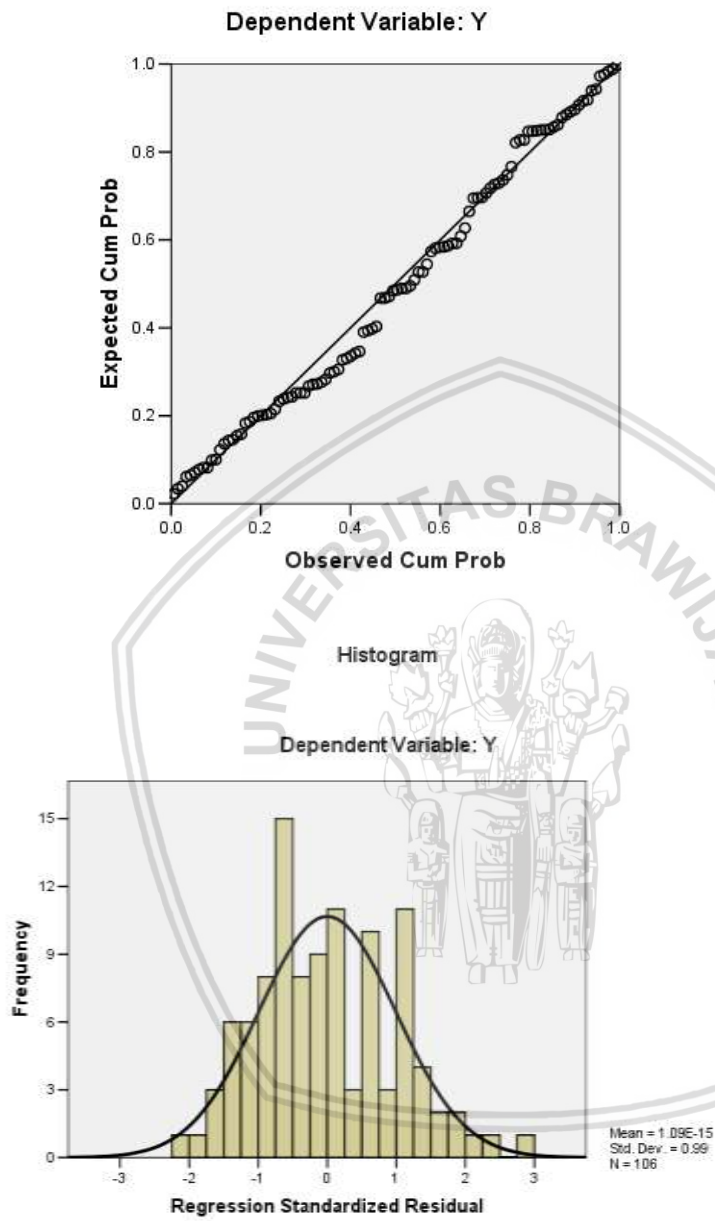 Dependent Variable: Y
1.0
0.8
0.6
0.4
0.2
0.0
Expected Cum Prob
0.0 0.2 0.4 0.6 0.8 1.0
Observed Cum Prob
UNIVERSITAS BRAWIJA
Histogram
Dependent Variable: Y
15
12
9
6
3
0
Frequency
-3 -2 -1 0 1 2 3
Regression Standardized Residual
Mean = 1.09E-15
Std. Dev. = 0.99
N = 106